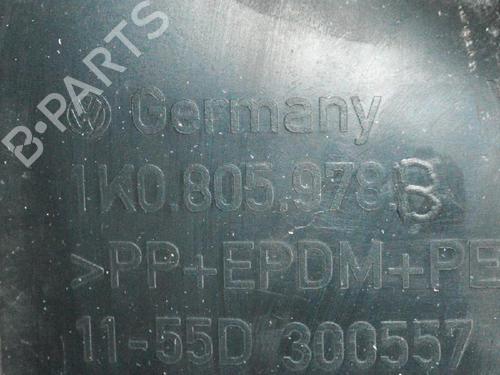 B-PARTS
Germany
1K0.805.978 B
>PP+EPDM+PE
11-55D 300557